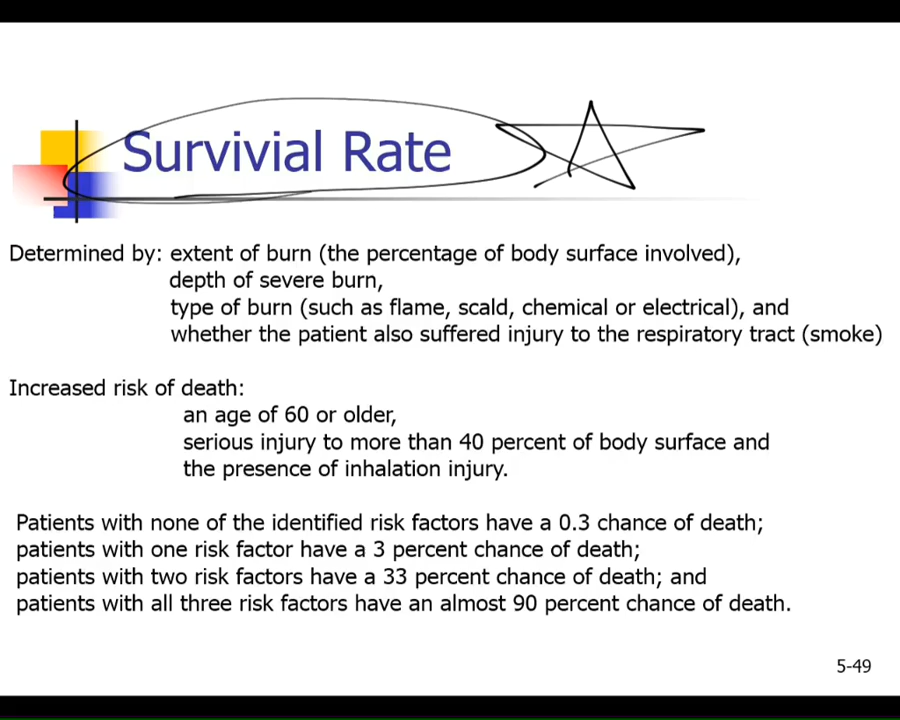 Survivial Rate
Determined by: extent of burn (the percentage of body surface involved),
depth of severe burn,
type of burn (such as flame, scald, chemical or electrical), and
whether the patient also suffered injury to the respiratory tract (smoke)
Increased risk of death:
an age of 60 or older,
serious injury to more than 40 percent of body surface and
the presence of inhalation injury.
Patients with none of the identified risk factors have a 0.3 chance of death;
patients with one risk factor have a 3 percent chance of death;
patients with two risk factors have a 33 percent chance of death; and
patients with all three risk factors have an almost 90 percent chance of death.
5-49